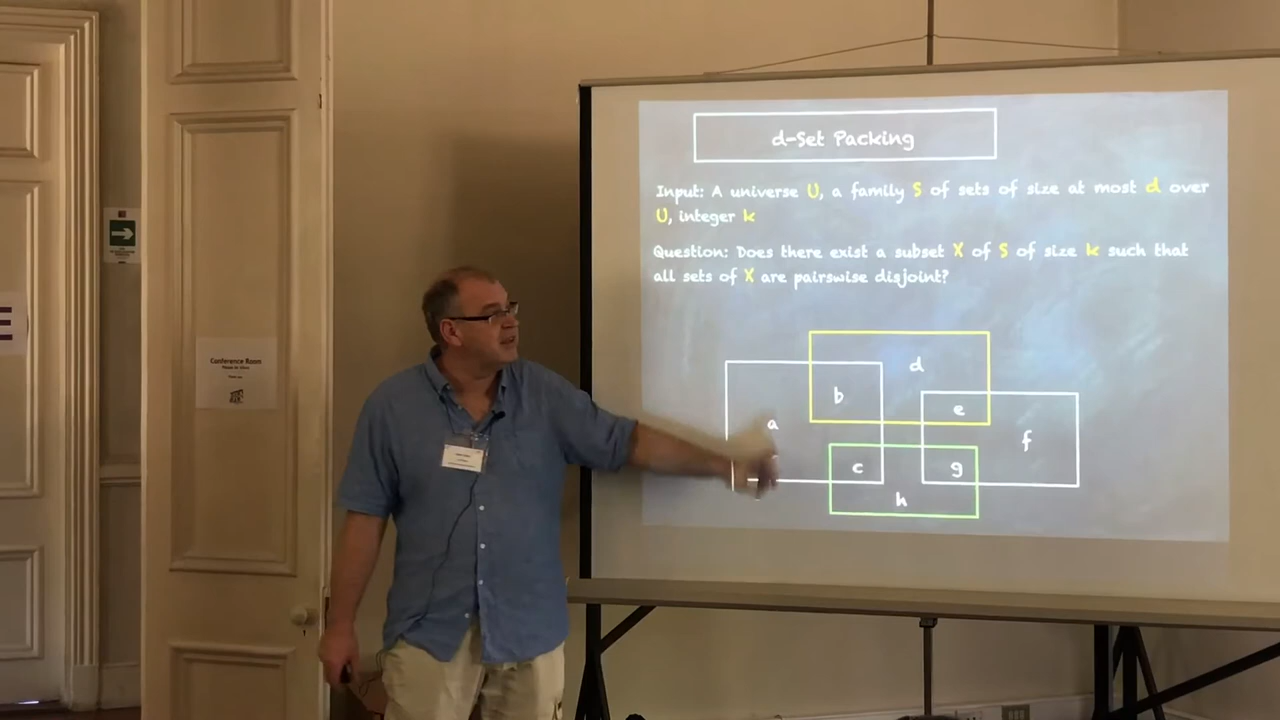 d-Set Packing
Input: A universe U, a family S of sets of size at most d over
U, integer k
Question: Does there exist a subset X of S of size k such that
all sets of X are pairwise disjoint?
d
b
e
a
f
c
g
h
Conference Room
E